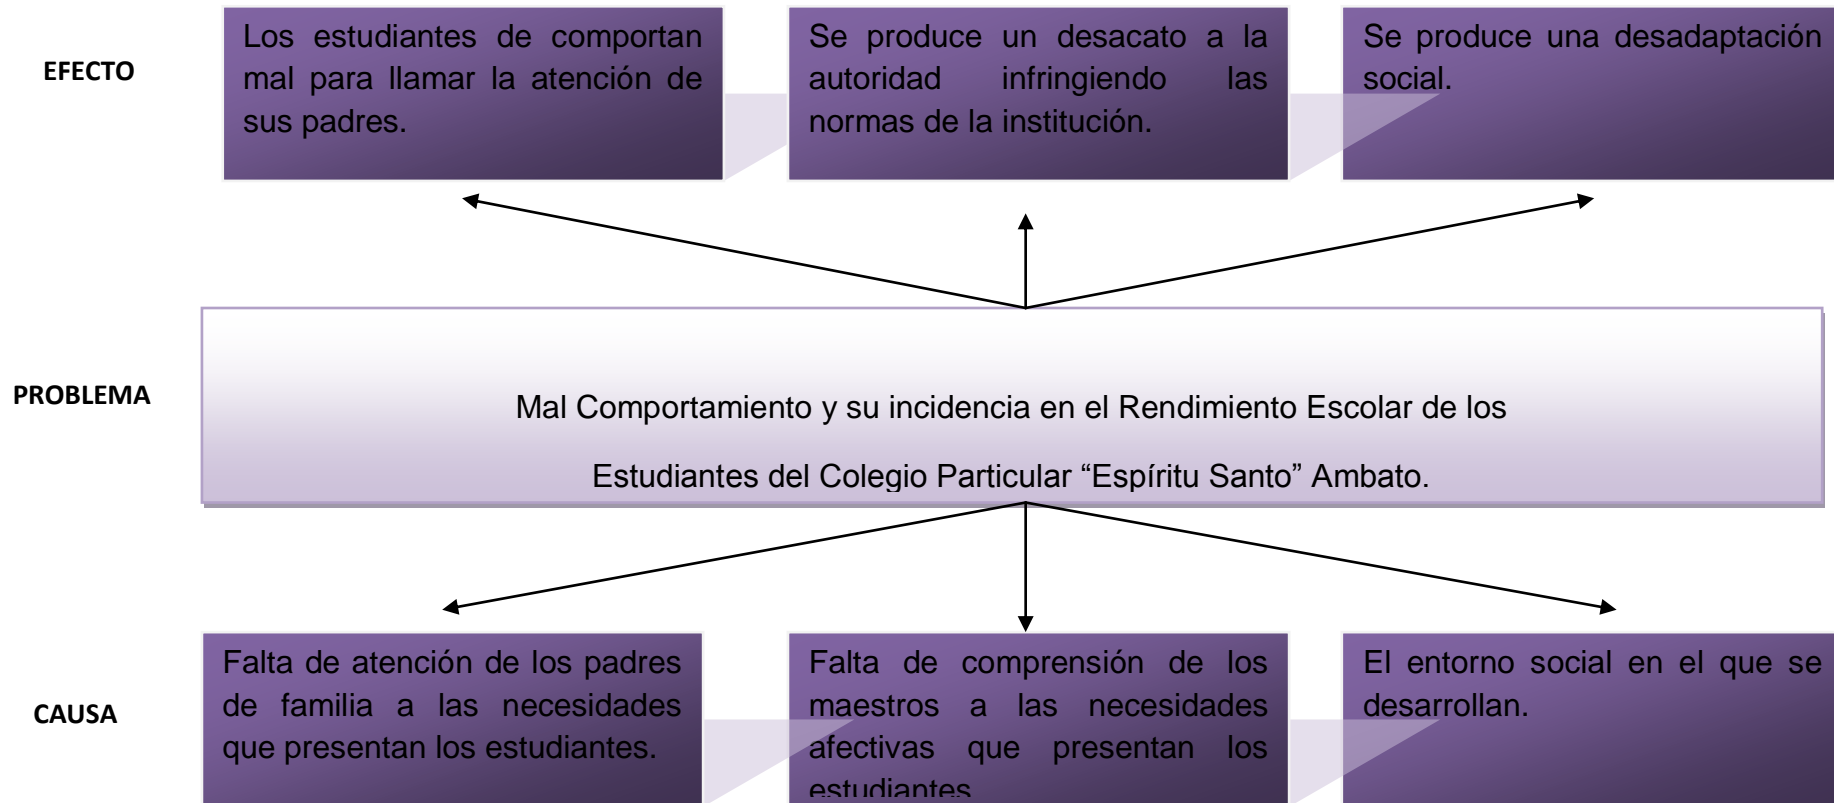 EFECTO
Los estudiantes de comportan
mal para llamar la atención de
sus padres.
Se produce un desacato a la
autoridad infringiendo las
normas de la institución.
Se produce una desadaptación
social.
PROBLEMA
Mal Comportamiento y su incidencia en el Rendimiento Escolar de los
Estudiantes del Colegio Particular “Espíritu Santo” Ambato.
CAUSA
Falta de atención de los padres
de familia a las necesidades
que presentan los estudiantes.
Falta de comprensión de los
maestros a las necesidades
afectivas que presentan los
estudiantes
El entorno social en el que se
desarrollan.